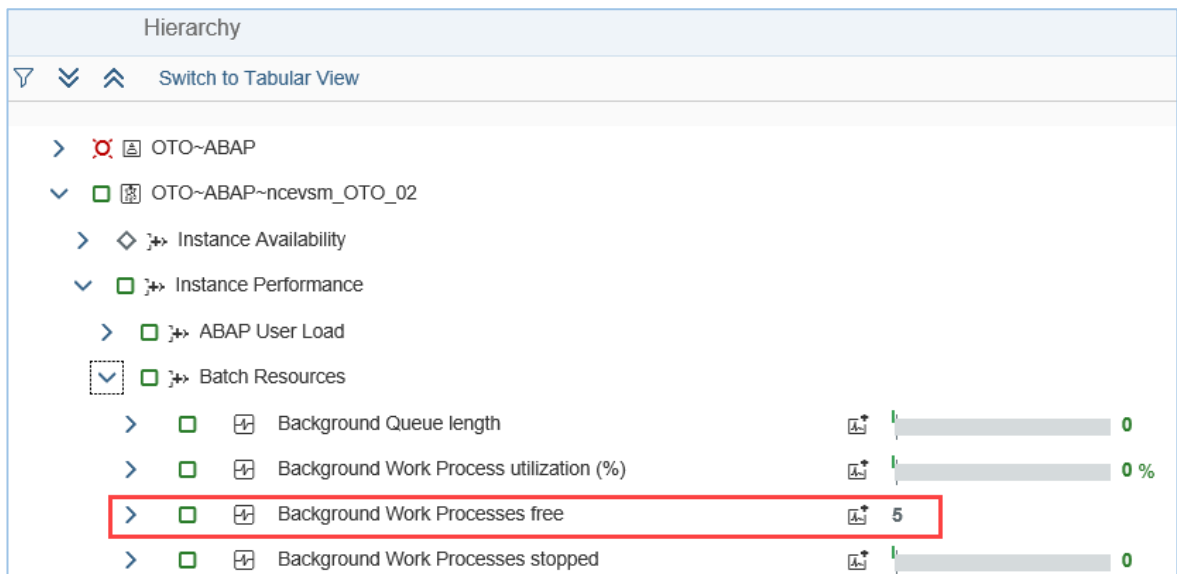 Hierarchy
Switch to Tabular View
OTO~ABAP
OTO~ABAP~ncevsm_OTO_02
Instance Availability
Instance Performance
ABAP User Load
Batch Resources
Background Queue length 0
Background Work Process utilization (%) 0 %
Background Work Processes free 5
Background Work Processes stopped 0